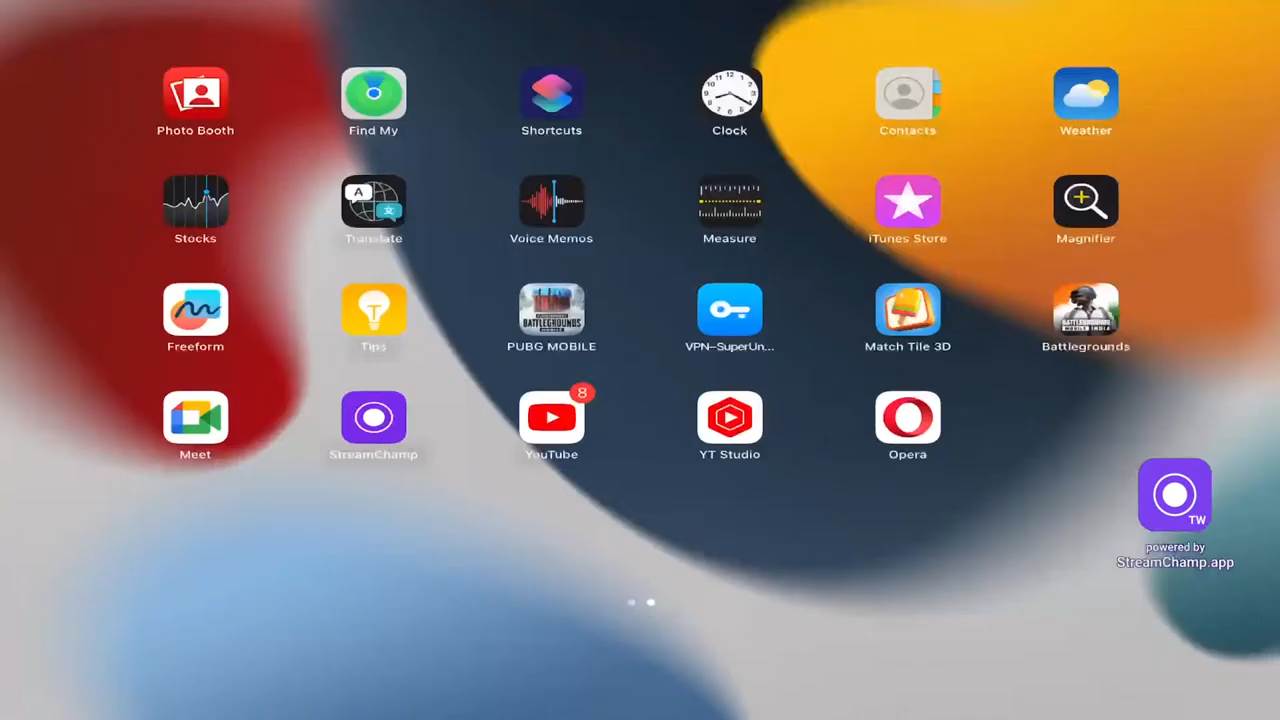 Photo Booth
Find My
Shortcuts
Clock
Contacts
Weather
Stocks
Translate
Voice Memos
Measure
iTunes Store
Magnifier
Freeform
Tips
PUBG MOBILE
VPN–SuperUn...
Match Tile 3D
Battlegrounds
8
Meet
StreamChamp
YouTube
YT Studio
Opera
TW
powered by
StreamChamp.app